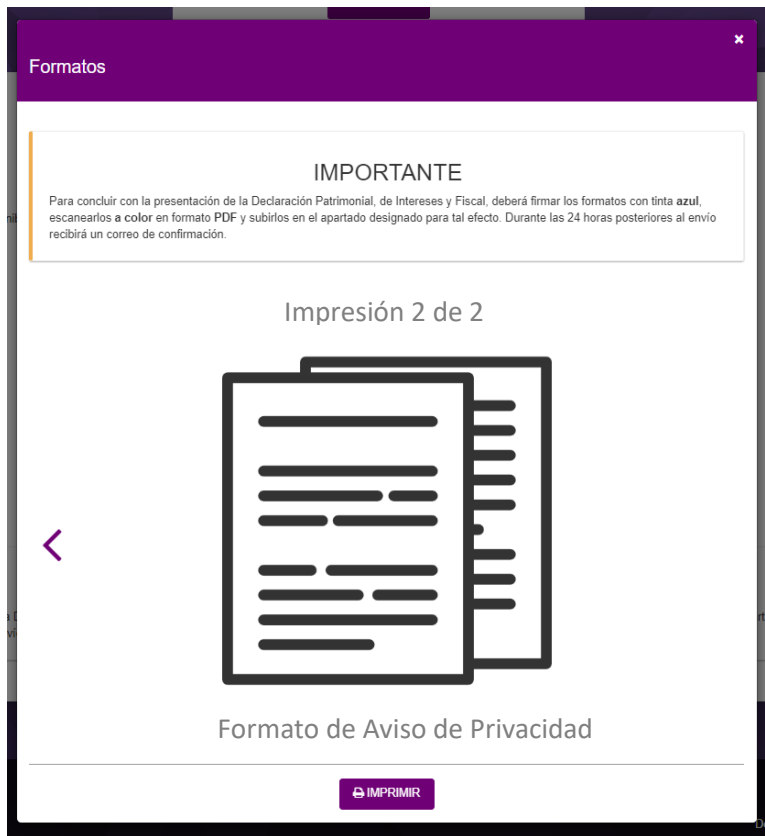 ×
Formatos
IMPORTANTE
Para concluir con la presentación de la Declaración Patrimonial, de Intereses y Fiscal, deberá firmar los formatos con tinta azul,
escanearlos a color en formato PDF y subirlos en el apartado designado para tal efecto. Durante las 24 horas posteriores al envío
recibirá un correo de confirmación.
Impresión 2 de 2
Formato de Aviso de Privacidad
IMPRIMIR